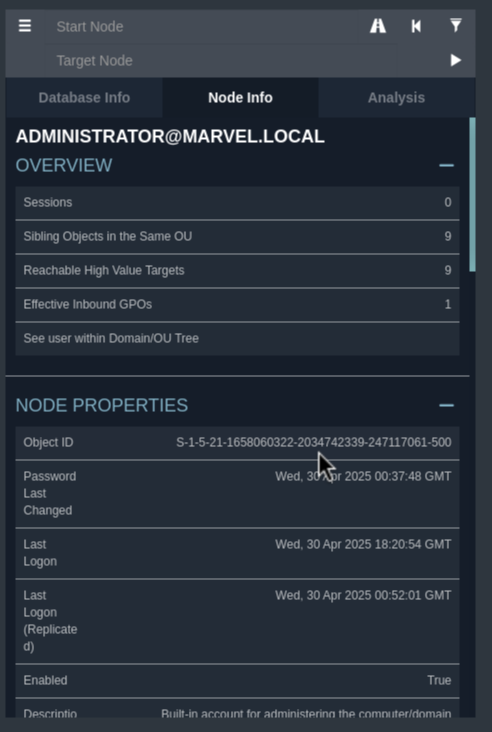 Start Node
Target Node
Database Info Node Info Analysis
ADMINISTRATOR@MARVEL.LOCAL
OVERVIEW
Sessions 0
Sibling Objects in the Same OU 9
Reachable High Value Targets 9
Effective Inbound GPOs 1
See user within Domain/OU Tree
NODE PROPERTIES
Object ID S-1-5-21-1658060322-2034742339-247117061-500
Password Wed, 30 Apr 2025 00:37:48 GMT
Last
Changed
Last Wed, 30 Apr 2025 18:20:54 GMT
Logon
Last Wed, 30 Apr 2025 00:52:01 GMT
Logon
(Replicate
d)
Enabled True
Descriptio Built-in account for administering the computer/domain